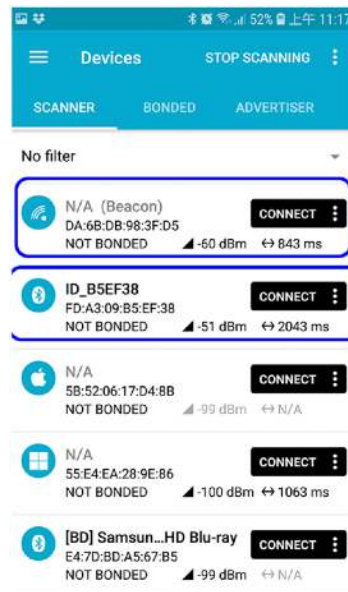 52% 上午 11:17
Devices STOP SCANNING
SCANNER BONDED ADVERTISER
No filter
N/A (Beacon)
DA:6B:DB:98:3F:D5
CONNECT
NOT BONDED -60 dBm ↔ 843 ms
ID_B5EF38
FD:A3:09:B5:EF:38
CONNECT
NOT BONDED -51 dBm ↔ 2043 ms
N/A
5B:52:06:17:D4:8B
CONNECT
NOT BONDED -99 dBm ↔ N/A
N/A
55:E4:EA:28:9E:86
CONNECT
NOT BONDED -100 dBm ↔ 1063 ms
[BD] Samsun...HD Blu-ray
E4:7D:BD:A5:67:B5
CONNECT
NOT BONDED -99 dBm ↔ N/A